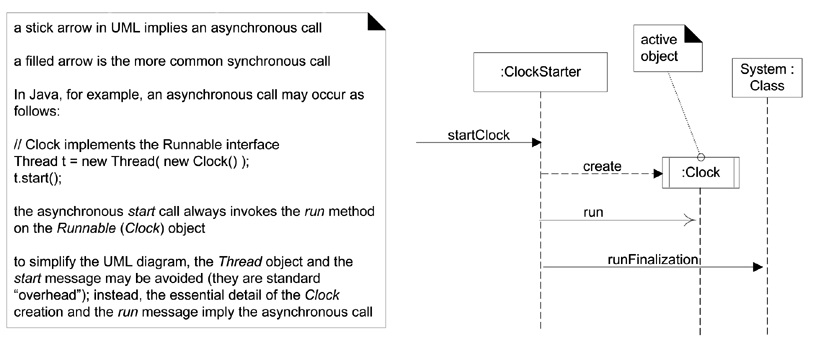 a stick arrow in UML implies an asynchronous call
a filled arrow is the more common synchronous call
In Java, for example, an asynchronous call may occur as
follows:
// Clock implements the Runnable interface
Thread t = new Thread( new Clock() );
t.start();
the asynchronous start call always invokes the run method
on the Runnable (Clock) object
to simplify the UML diagram, the Thread object and the
start message may be avoided (they are standard
“overhead”); instead, the essential detail of the Clock
creation and the run message imply the asynchronous call
:ClockStarter
active
object
System :
Class
startClock
create
:Clock
run
runFinalization